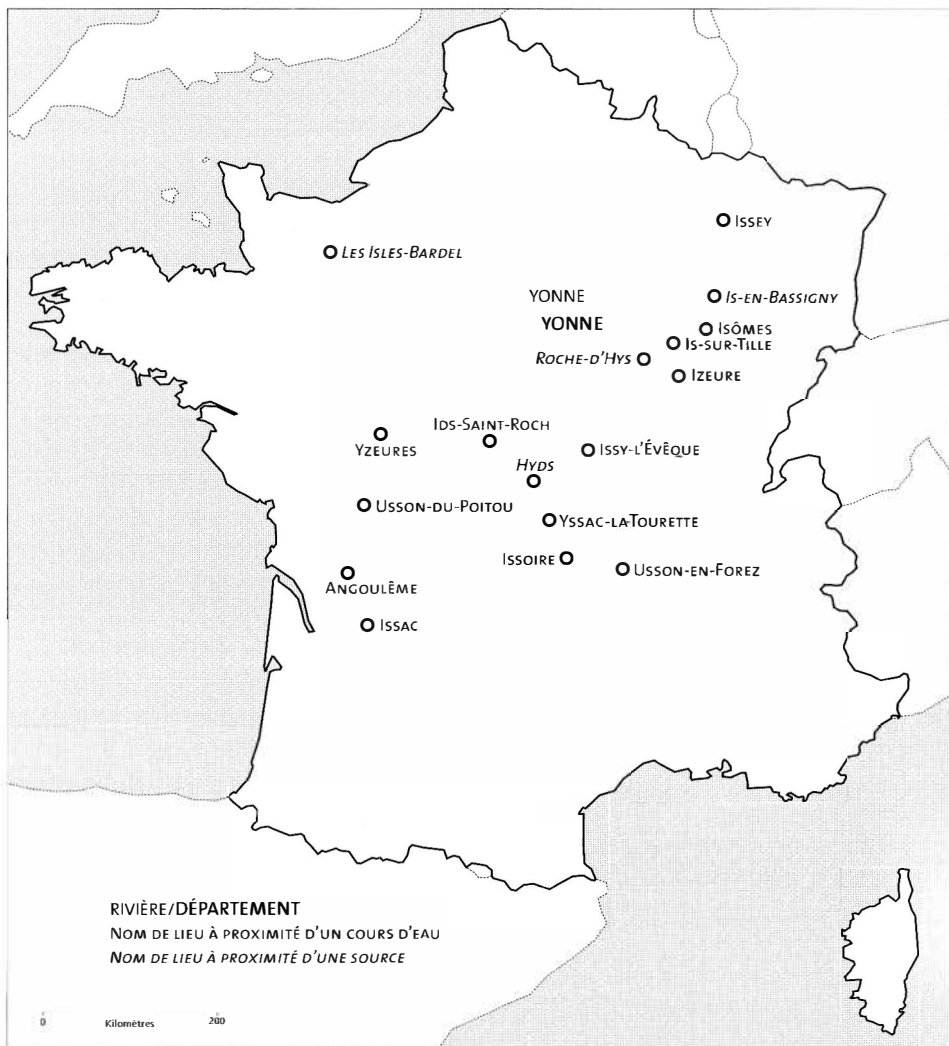 ISSEY
LES ISLES-BARDEL
YONNE
IS-EN-BASSIGNY
YONNE
ISÔMES
IS-SUR-TILLE
ROCHE-D'HYS
IZEURE
IDS-SAINT-ROCH
YZEURES
ISSY-L'ÉVÊQUE
HYDS
USSON-DU-POITOU
YSSAC-LA-TOURETTE
ISSOIRE
USSON-EN-FOREZ
ANGOULÊME
ISSAC
RIVIÈRE/DÉPARTEMENT
NOM DE LIEU À PROXIMITÉ D'UN COURS D'EAU
NOM DE LIEU À PROXIMITÉ D'UNE SOURCE
0 Kilomètres 200